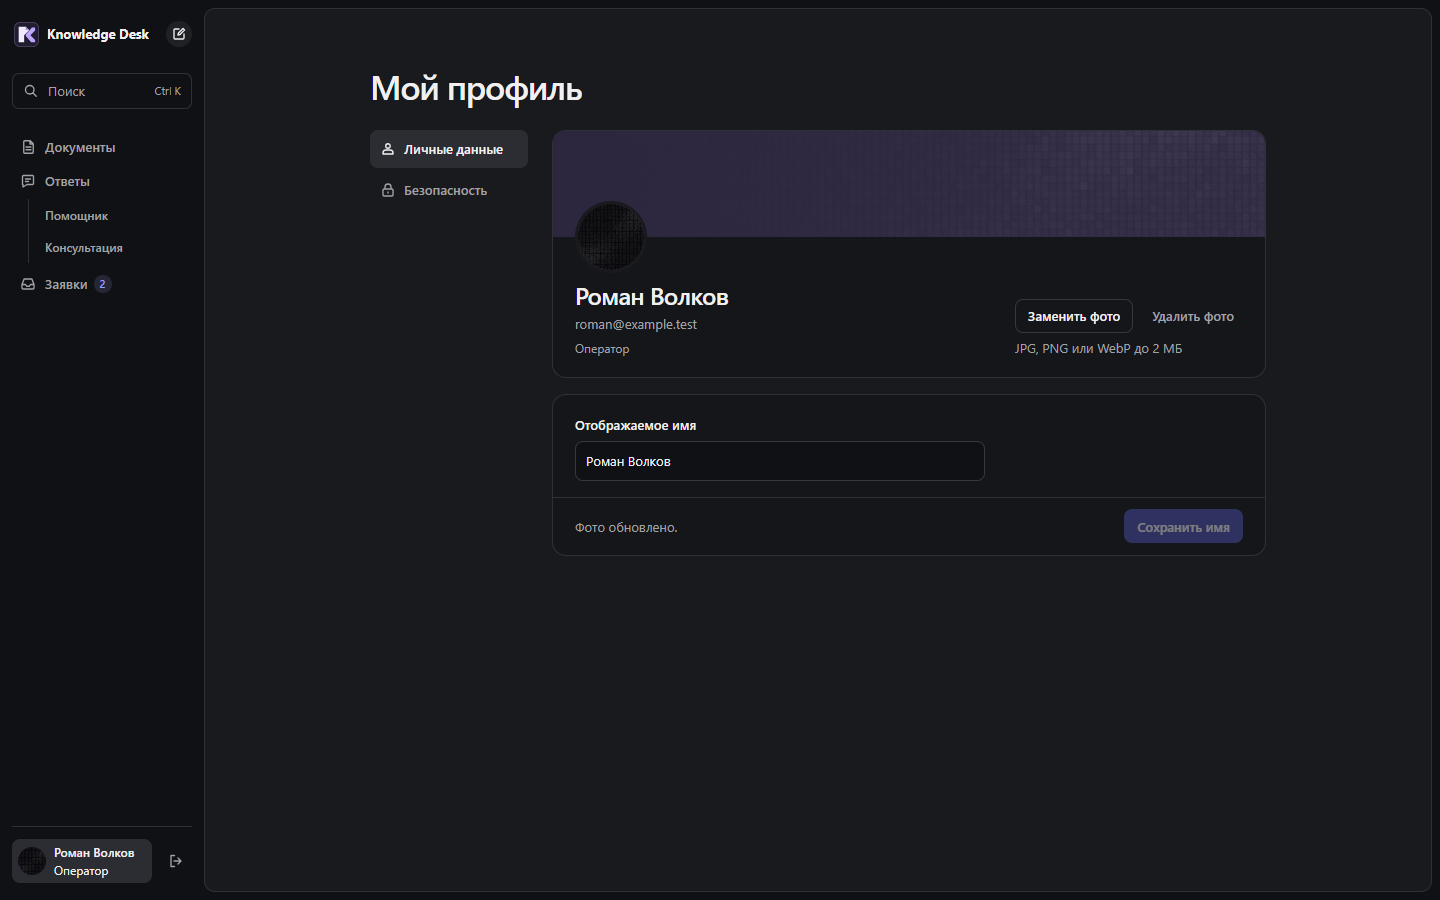 Knowledge Desk
Поиск Ctrl K
Документы
Ответы
Помощник
Консультация
Заявки 2
Роман Волков
Оператор
Мой профиль
Личные данные
Безопасность
Роман Волков
roman@example.test
Оператор
Заменить фото Удалить фото
JPG, PNG или WebP до 2 МБ
Отображаемое имя
Роман Волков
Фото обновлено.
Сохранить имя